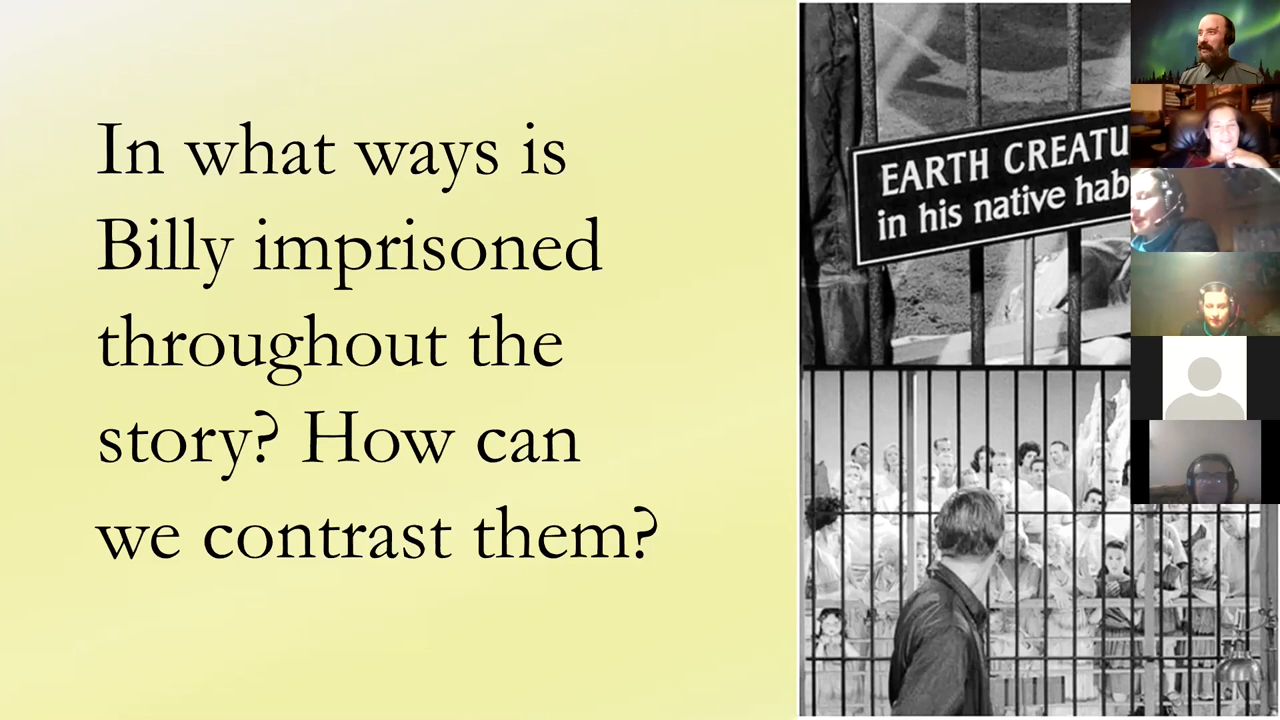 In what ways is
Billy imprisoned
throughout the
story? How can
we contrast them?
EARTH CREATU
in his native hab